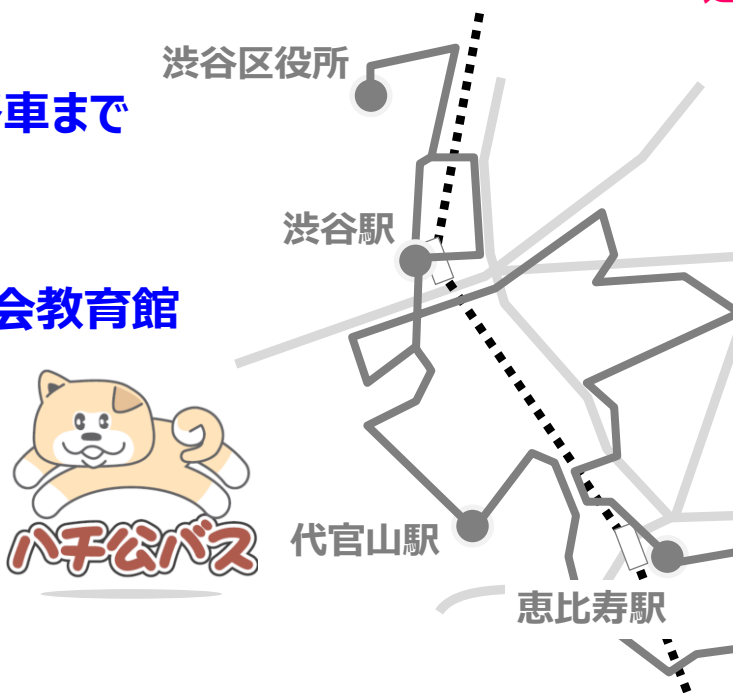 渋谷区役所
車まで
渋谷駅
会教育館
ハチ公バス
代官山駅
恵比寿駅